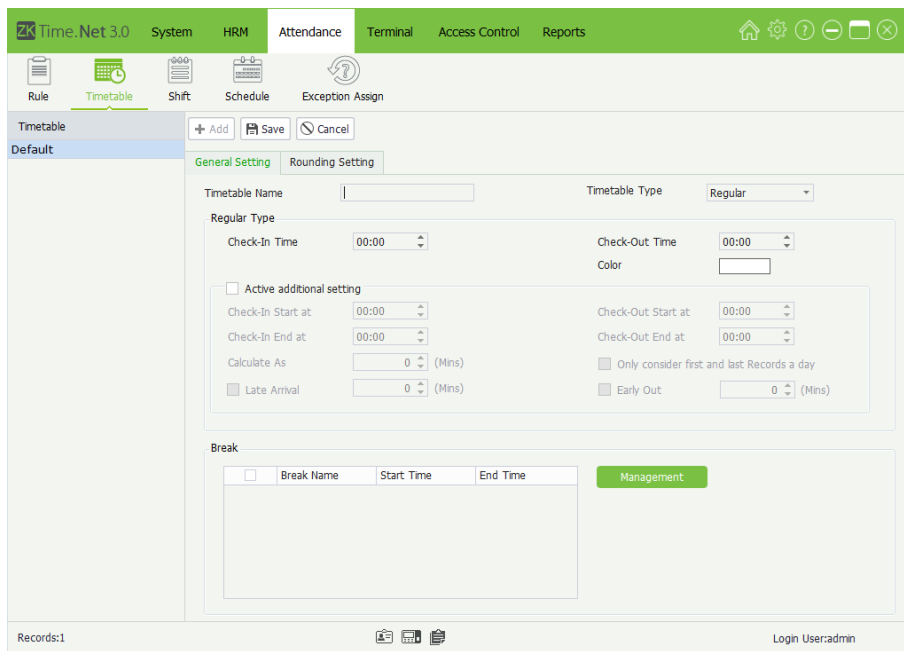 ZKTime.Net 3.0 System HRM Attendance Terminal Access Control Reports
Rule Timetable Shift Schedule Exception Assign
Timetable
Default
Add Save Cancel
General Setting Rounding Setting
Timetable Name Timetable Type Regular
Regular Type
Check-In Time 00:00 Check-Out Time 00:00
Color
Active additional setting
Check-In Start at 00:00 Check-Out Start at 00:00
Check-In End at 00:00 Check-Out End at 00:00
Calculate As 0 (Mins) Only consider first and last Records a day
Late Arrival 0 (Mins) Early Out 0 (Mins)
Break
Break Name Start Time End Time Management
Records:1 Login User:admin